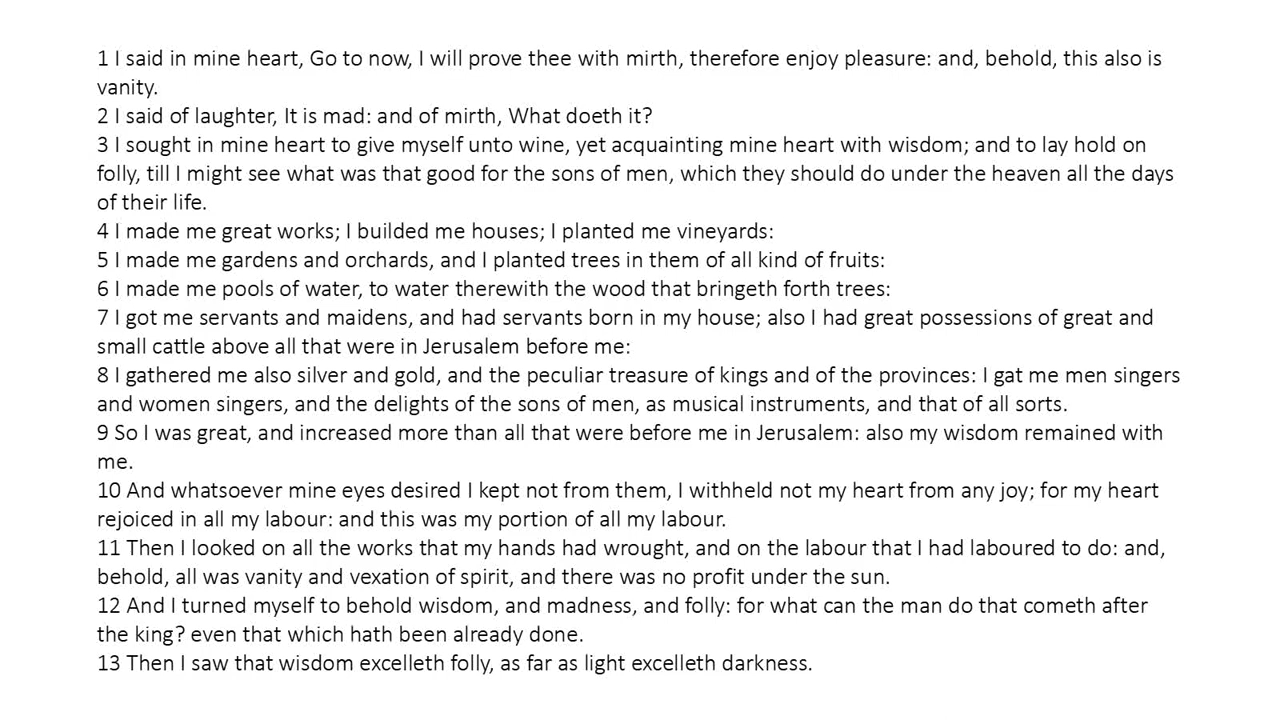 1 I said in mine heart, Go to now, I will prove thee with mirth, therefore enjoy pleasure: and, behold, this also is
vanity.
2 I said of laughter, It is mad: and of mirth, What doeth it?
3 I sought in mine heart to give myself unto wine, yet acquainting mine heart with wisdom; and to lay hold on
folly, till I might see what was that good for the sons of men, which they should do under the heaven all the days
of their life.
4 I made me great works; I builded me houses; I planted me vineyards:
5 I made me gardens and orchards, and I planted trees in them of all kind of fruits:
6 I made me pools of water, to water therewith the wood that bringeth forth trees:
7 I got me servants and maidens, and had servants born in my house; also I had great possessions of great and
small cattle above all that were in Jerusalem before me:
8 I gathered me also silver and gold, and the peculiar treasure of kings and of the provinces: I gat me men singers
and women singers, and the delights of the sons of men, as musical instruments, and that of all sorts.
9 So I was great, and increased more than all that were before me in Jerusalem: also my wisdom remained with
me.
10 And whatsoever mine eyes desired I kept not from them, I withheld not my heart from any joy; for my heart
rejoiced in all my labour: and this was my portion of all my labour.
11 Then I looked on all the works that my hands had wrought, and on the labour that I had laboured to do: and,
behold, all was vanity and vexation of spirit, and there was no profit under the sun.
12 And I turned myself to behold wisdom, and madness, and folly: for what can the man do that cometh after
the king? even that which hath been already done.
13 Then I saw that wisdom excelleth folly, as far as light excelleth darkness.